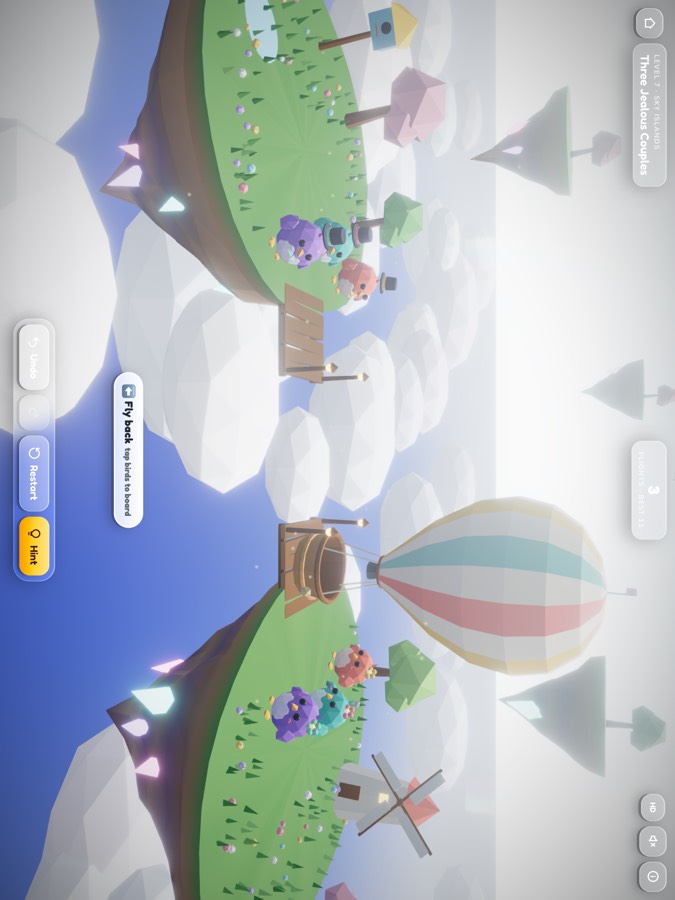 LEVEL 7 · SKY ISLANDS
Three Jealous Couples
3
FLIGHTS · BEST 11
HD
Fly back tap birds to board
Undo
Restart
Hint